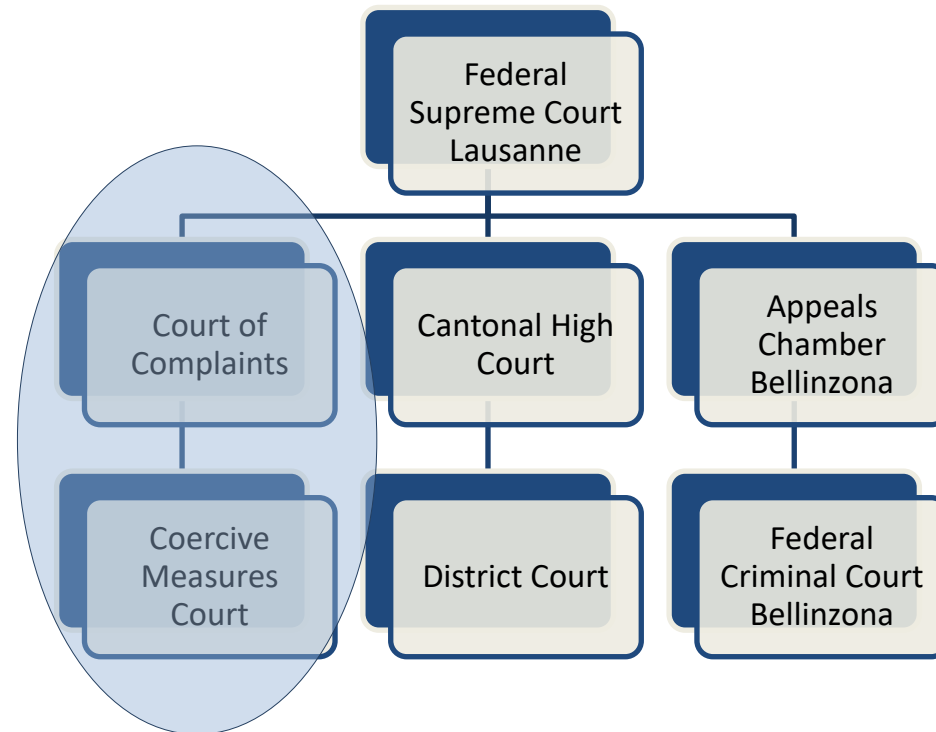 Federal
Supreme Court
Lausanne
Court of
Complaints
Cantonal High
Court
Appeals
Chamber
Bellinzona
Coercive
Measures
Court
District Court
Federal
Criminal Court
Bellinzona